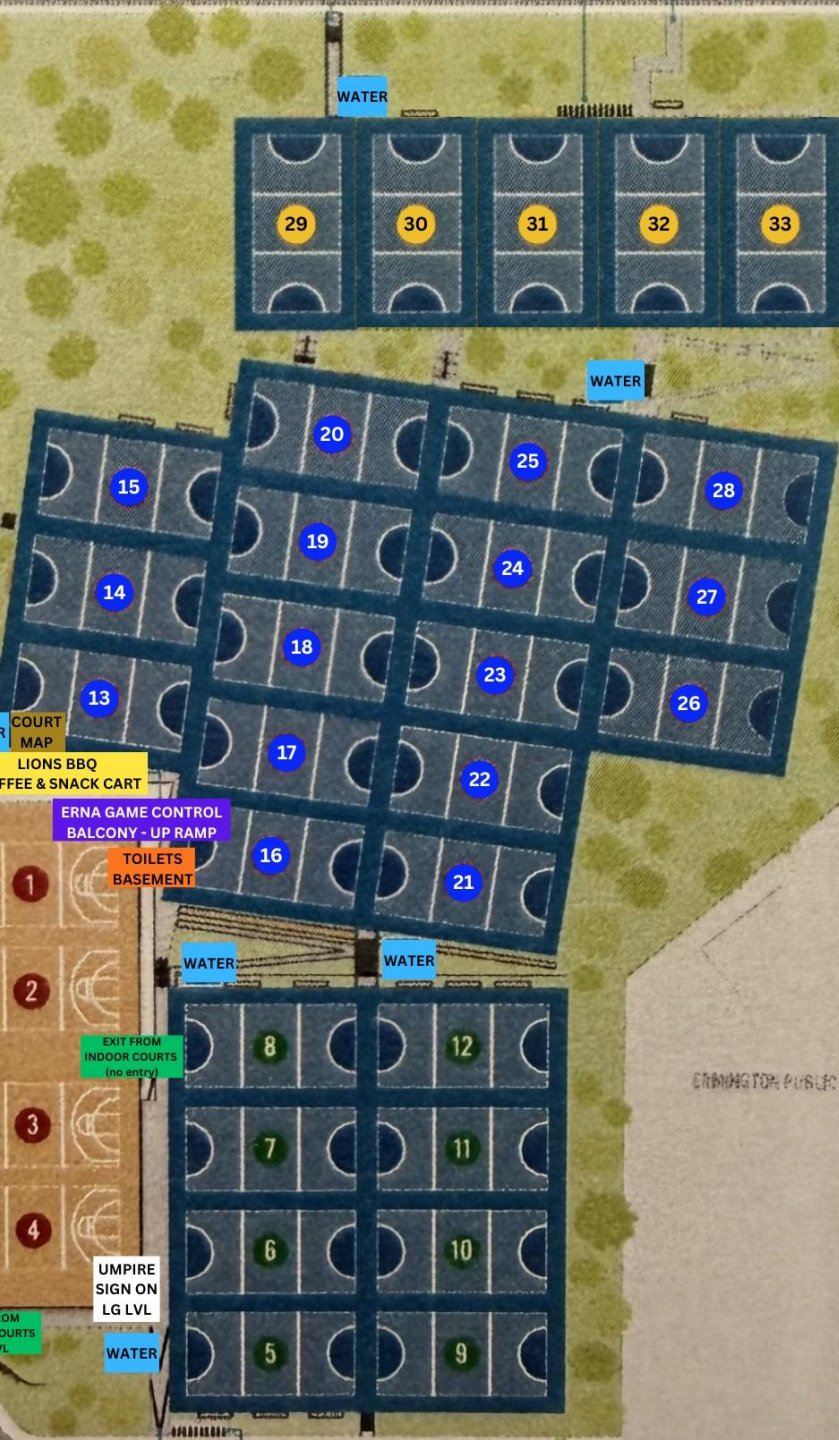 WATER
29
30
31
32
33
WATER
20
25
28
15
19
24
27
14
18
23
26
13
17
22
R
COURT
MAP
LIONS BBQ
FFEE & SNACK CART
ERNA GAME CONTROL
BALCONY - UP RAMP
TOILETS
BASEMENT
16
21
1
2
3
4
WATER
WATER
EXIT FROM
INDOOR COURTS
(no entry)
8
12
7
11
6
10
5
9
ERMINGTON PUBLIC
UMPIRE
SIGN ON
LG LVL
WATER
ROM
OURTS
VL